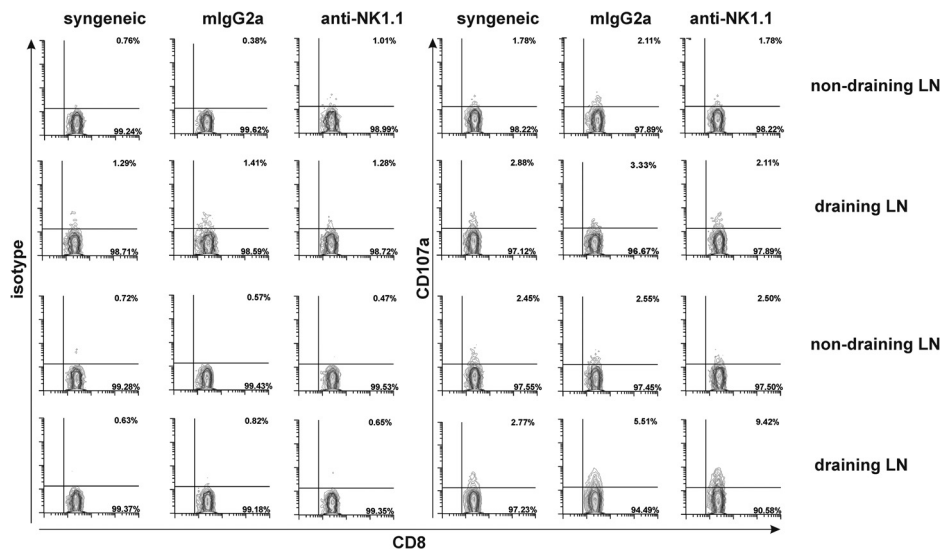 syngeneic mIgG2a anti-NK1.1 syngeneic mIgG2a anti-NK1.1
0.76% 0.38% 1.01% 1.78% 2.11% 1.78%
non-draining LN
99.24% 99.62% 98.99% 98.22% 97.89% 98.22%
1.29% 1.41% 1.28% 2.88% 3.33% 2.11%
draining LN
98.71% 98.59% 98.72% 97.12% 96.67% 97.89%
isotype
CD107a
0.72% 0.57% 0.47% 2.45% 2.55% 2.50%
non-draining LN
99.28% 99.43% 99.53% 97.55% 97.45% 97.50%
0.63% 0.82% 0.65% 2.77% 5.51% 9.42%
draining LN
99.37% 99.18% 99.35% 97.23% 94.49% 90.58%
CD8